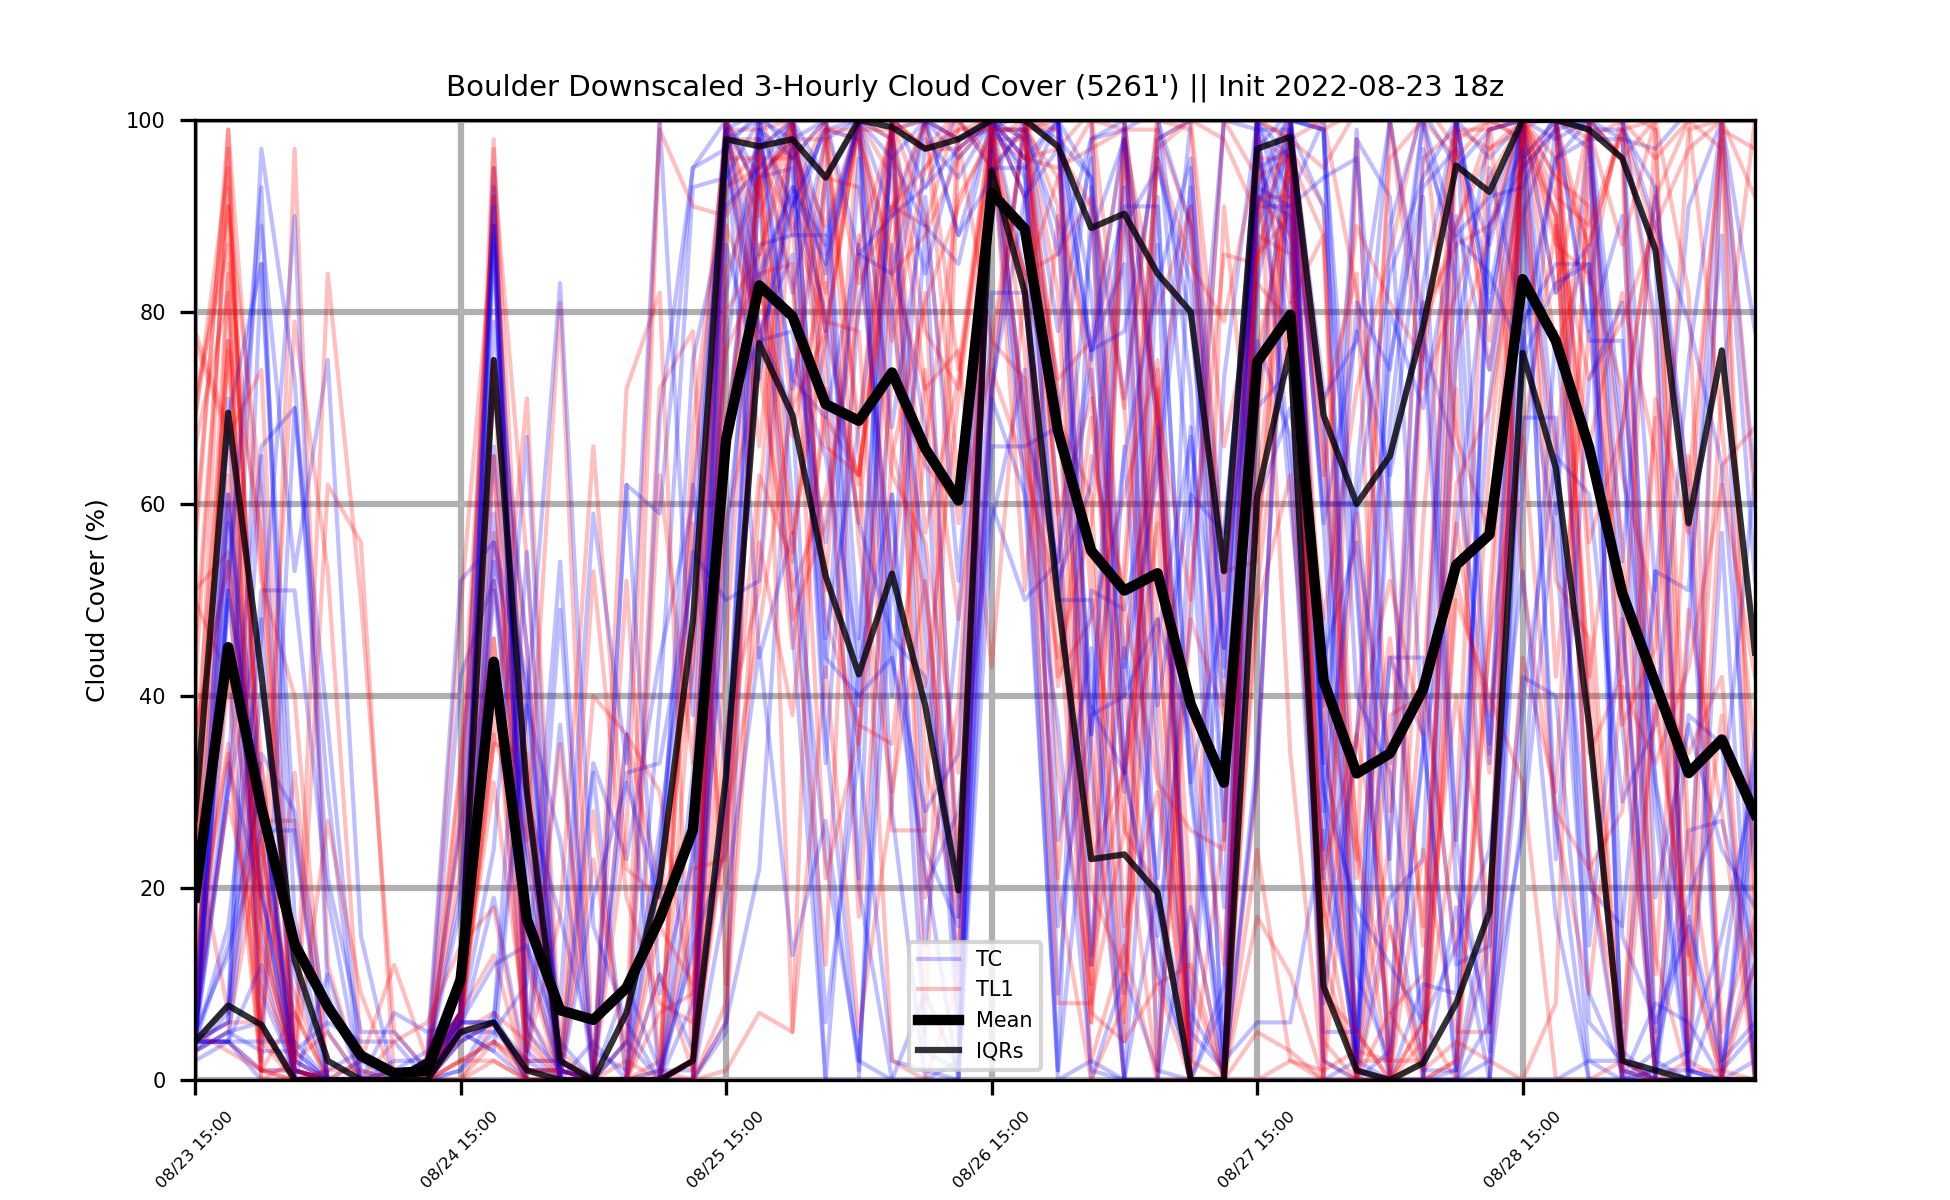 Boulder Downscaled 3-Hourly Cloud Cover (5261') || Init 2022-08-23 18z
Cloud Cover (%)
100
80
60
40
20
0
TC
TL1
Mean
IQRs
08/23 15:00
08/24 15:00
08/25 15:00
08/26 15:00
08/27 15:00
08/28 15:00